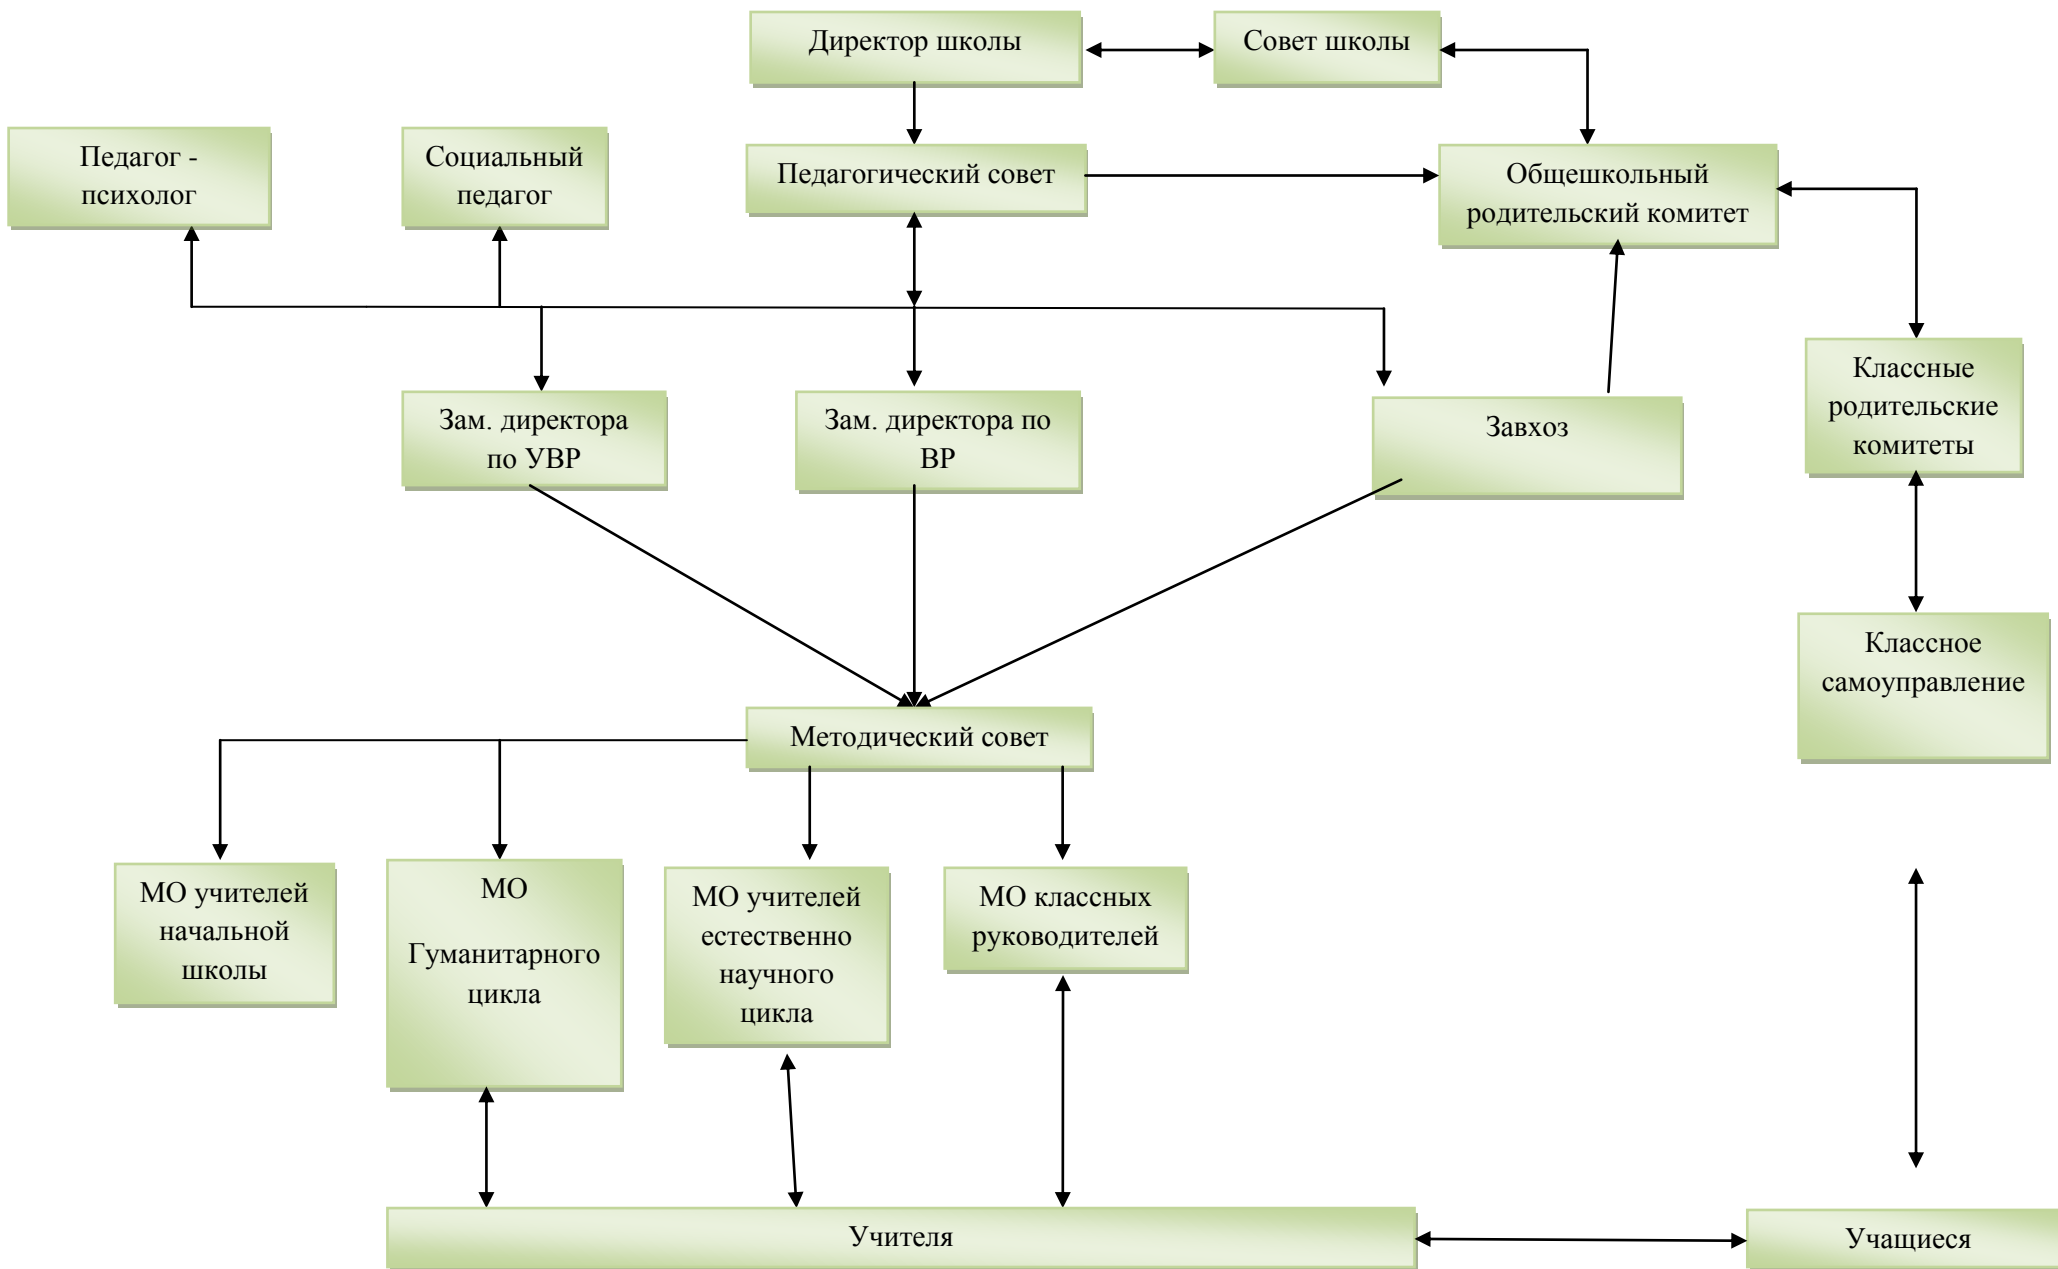 Директор школы
Совет школы
Педагог -
психолог
Социальный
педагог
Педагогический совет
Общешкольный
родительский комитет
Зам. директора
по УВР
Зам. директора по
ВР
Завхоз
Классные
родительские
комитеты
Классное
самоуправление
Методический совет
МО учителей
начальной
школы
МО
Гуманитарного
цикла
МО учителей
естественно
научного
цикла
МО классных
руководителей
Учителя
Учащиеся